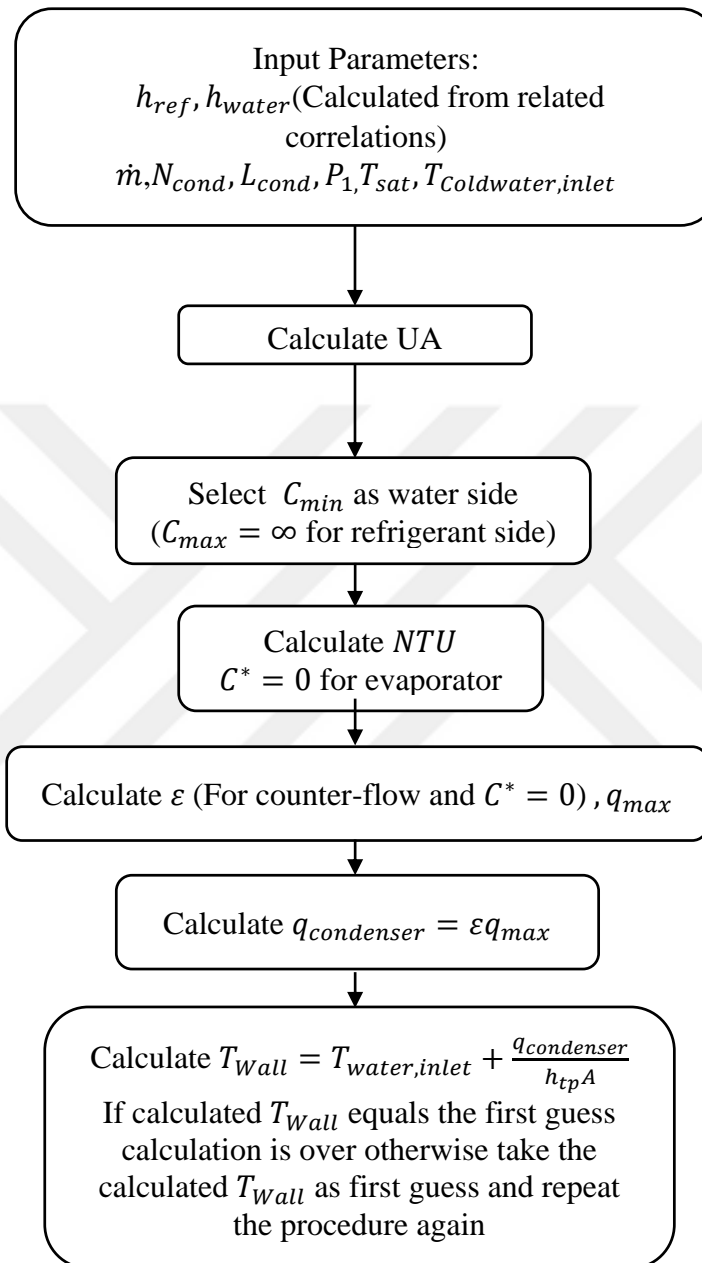 Input Parameters:
h_ref, h_water(Calculated from related
correlations)
ṁ,N_cond, L_cond, P_1,T_sat, T_Coldwater,inlet
Calculate UA
Select C_min as water side
(C_max = ∞ for refrigerant side)
Calculate NTU
C* = 0 for evaporator
Calculate ε (For counter-flow and C* = 0) , q_max
Calculate q_condenser = εq_max
Calculate T_Wall = T_water,inlet + q_condenser / h_tp A
If calculated T_Wall equals the first guess
calculation is over otherwise take the
calculated T_Wall as first guess and repeat
the procedure again